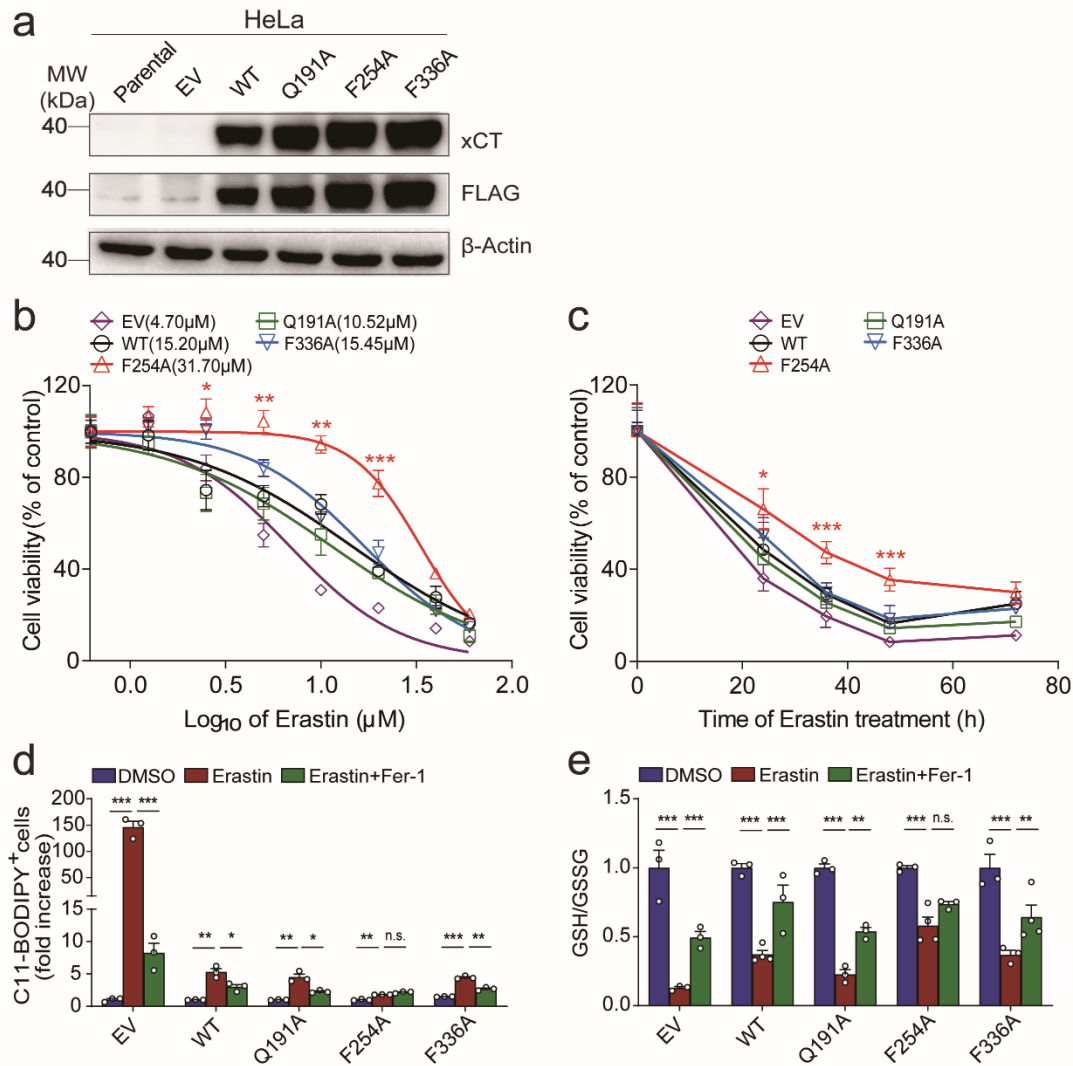 a
HeLa
MW
(kDa)
Parental
EV
WT
Q191A
F254A
F336A
40
xCT
40
FLAG
40
β-Actin
b
EV(4.70μM)
Q191A(10.52μM)
WT(15.20μM)
F336A(15.45μM)
F254A(31.70μM)
Cell viability (% of control)
120
80
40
0
* ** ** ***
0.0 0.5 1.0 1.5 2.0
Log10 of Erastin (μM)
c
EV
Q191A
WT
F336A
F254A
Cell viability (% of control)
120
80
40
0
* *** ***
0 20 40 60 80
Time of Erastin treatment (h)
d
DMSO Erastin Erastin+Fer-1
C11-BODIPY+cells
(fold increase)
200
150
100
50
15
10
5
0
*** ***
** * ** * ** n.s. *** **
EV WT Q191A F254A F336A
e
DMSO Erastin Erastin+Fer-1
GSH/GSSG
1.5
1.0
0.5
0.0
*** *** *** *** *** ** *** n.s. *** **
EV WT Q191A F254A F336A